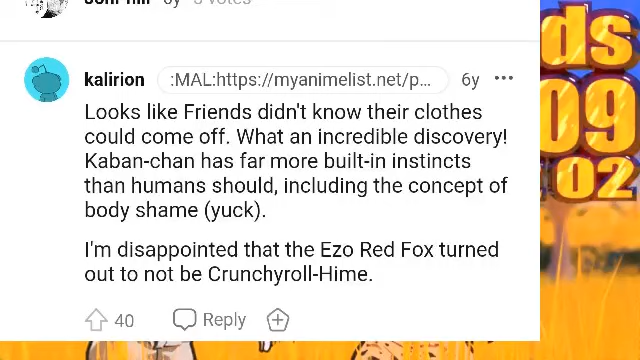 kalirion :MAL:https://myanimelist.net/p... 6y ...
Looks like Friends didn't know their clothes
could come off. What an incredible discovery!
Kaban-chan has far more built-in instincts
than humans should, including the concept of
body shame (yuck).
I'm disappointed that the Ezo Red Fox turned
out to not be Crunchyroll-Hime.
40 Reply
ds
09
02